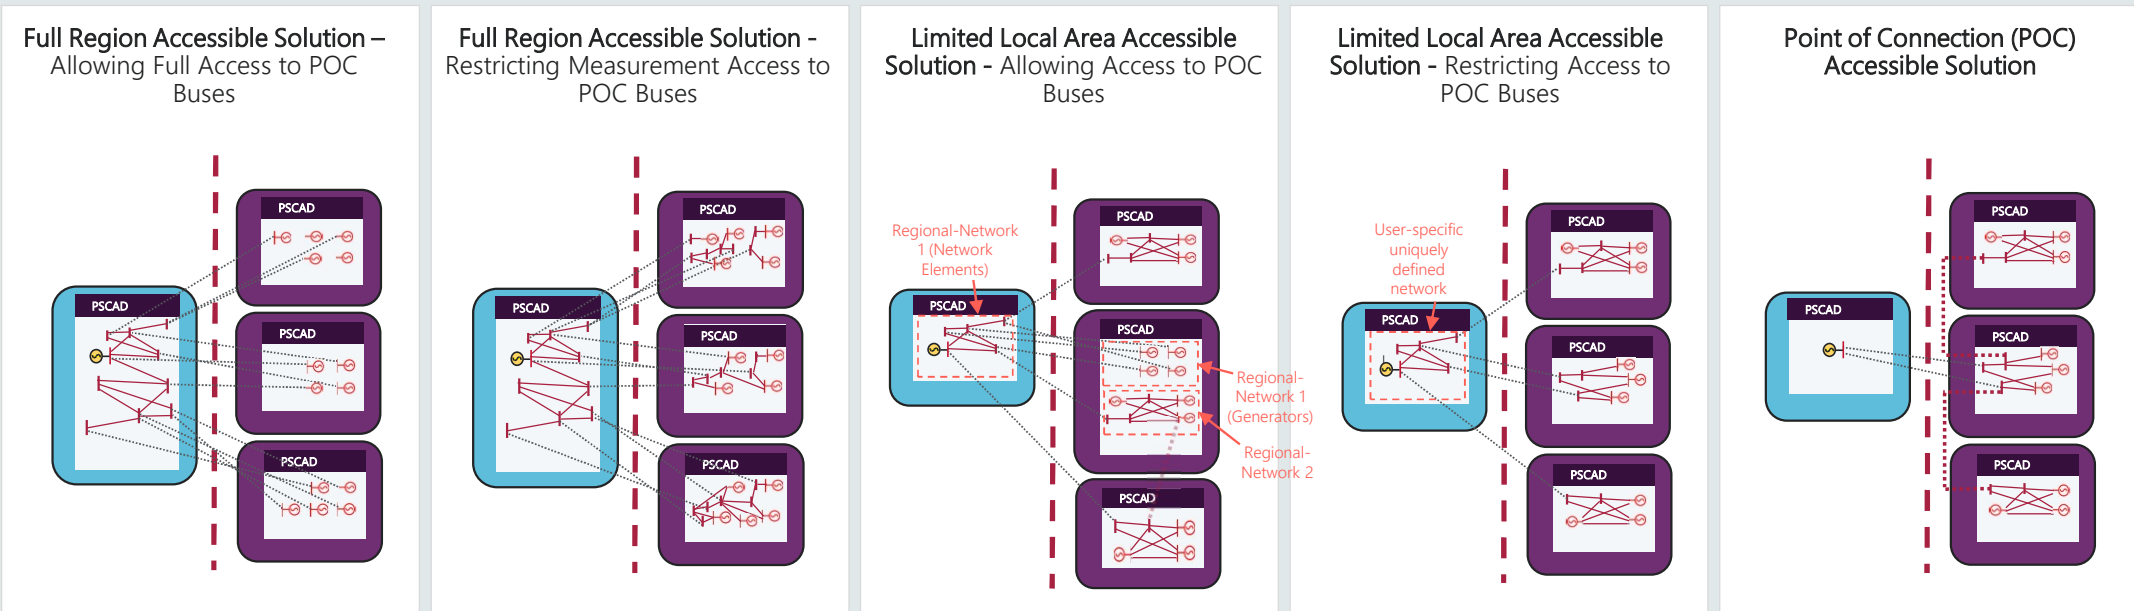 Full Region Accessible Solution –
Allowing Full Access to POC
Buses
PSCAD
PSCAD
PSCAD
PSCAD
Full Region Accessible Solution -
Restricting Measurement Access to
POC Buses
PSCAD
PSCAD
PSCAD
PSCAD
Limited Local Area Accessible
Solution - Allowing Access to POC
Buses
Regional-Network
1 (Network
Elements)
PSCAD
PSCAD
PSCAD
Regional-
Network 1
(Generators)
Regional-
Network 2
PSCAD
Limited Local Area Accessible
Solution - Restricting Access to
POC Buses
User-specific
uniquely
defined
network
PSCAD
PSCAD
PSCAD
PSCAD
Point of Connection (POC)
Accessible Solution
PSCAD
PSCAD
PSCAD
PSCAD